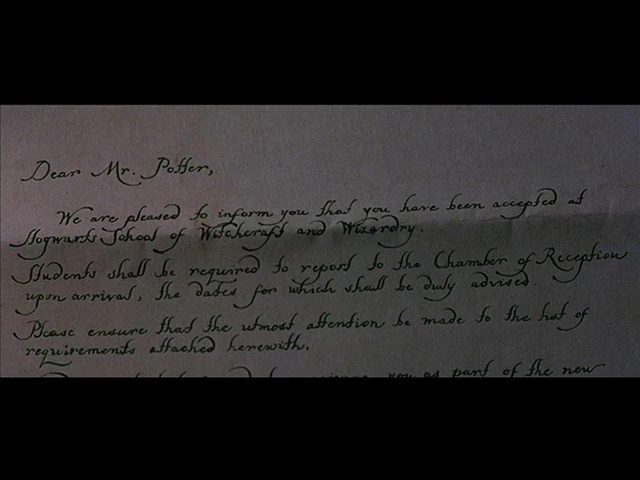 Dear Mr. Potter,
We are pleased to inform you that you have been accepted at
Hogwarts School of Witchcraft and Wizardry.
Students shall be required to report to the Chamber of Reception
upon arrival, the dates for which shall be duly advised.
Please ensure that the utmost attention be made to the list of
requirements attached herewith.
you as part of the new